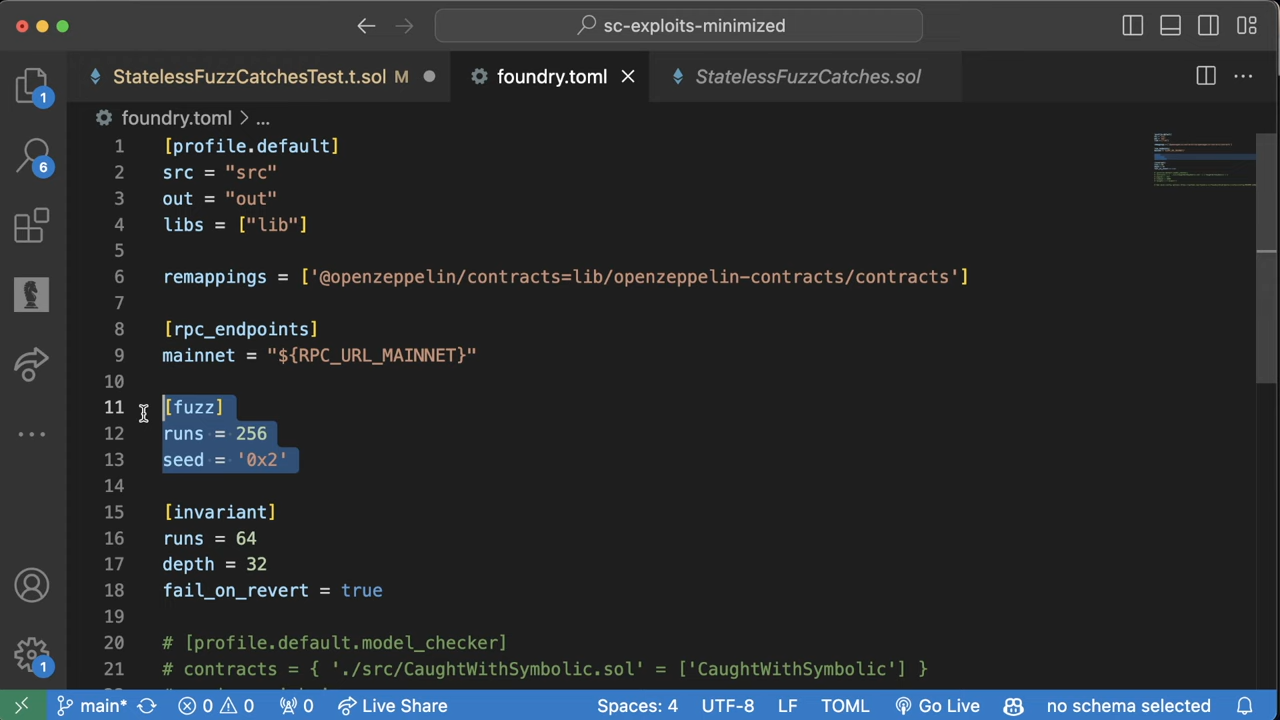 sc-exploits-minimized
StatelessFuzzCatchesTest.t.sol M
foundry.toml
StatelessFuzzCatches.sol
foundry.toml > ...
1 [profile.default]
2 src = "src"
3 out = "out"
4 libs = ["lib"]
5
6 remappings = ['@openzeppelin/contracts=lib/openzeppelin-contracts/contracts']
7
8 [rpc_endpoints]
9 mainnet = "${RPC_URL_MAINNET}"
10
11 [fuzz]
12 runs = 256
13 seed = '0x2'
14
15 [invariant]
16 runs = 64
17 depth = 32
18 fail_on_revert = true
19
20 # [profile.default.model_checker]
21 # contracts = { './src/CaughtWithSymbolic.sol' = ['CaughtWithSymbolic'] }
1
6
1
main* 0 0 0 Live Share Spaces: 4 UTF-8 LF TOML Go Live no schema selected